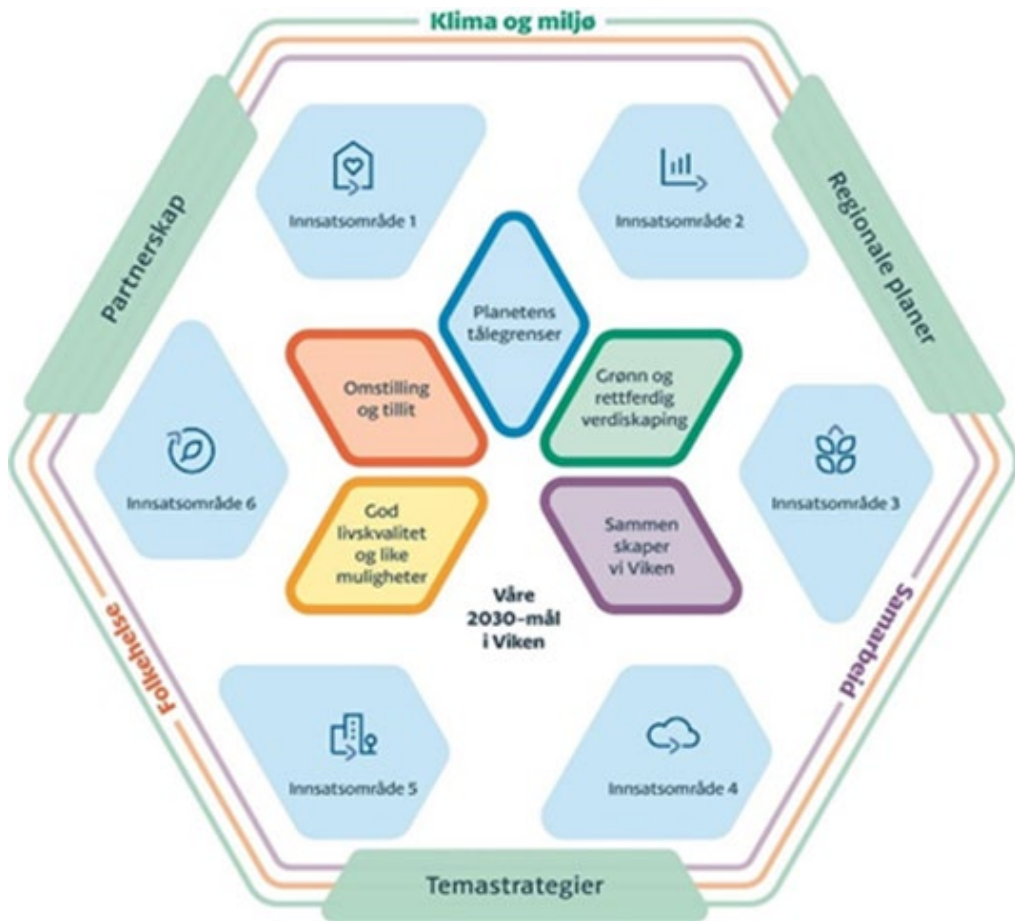 Klima og miljø
Partnerskap
Regionale planer
Innsatsområde 1
Innsatsområde 2
Planetens
tålegrenser
Omstilling
og tillit
Grønn og
rettferdig
verdiskaping
Innsatsområde 6
Innsatsområde 3
God
livskvalitet
og like
muligheter
Sammen
skaper
vi Viken
Våre
2030-mål
i Viken
Folkehelse
Samarbeid
Innsatsområde 5
Innsatsområde 4
Temastrategier